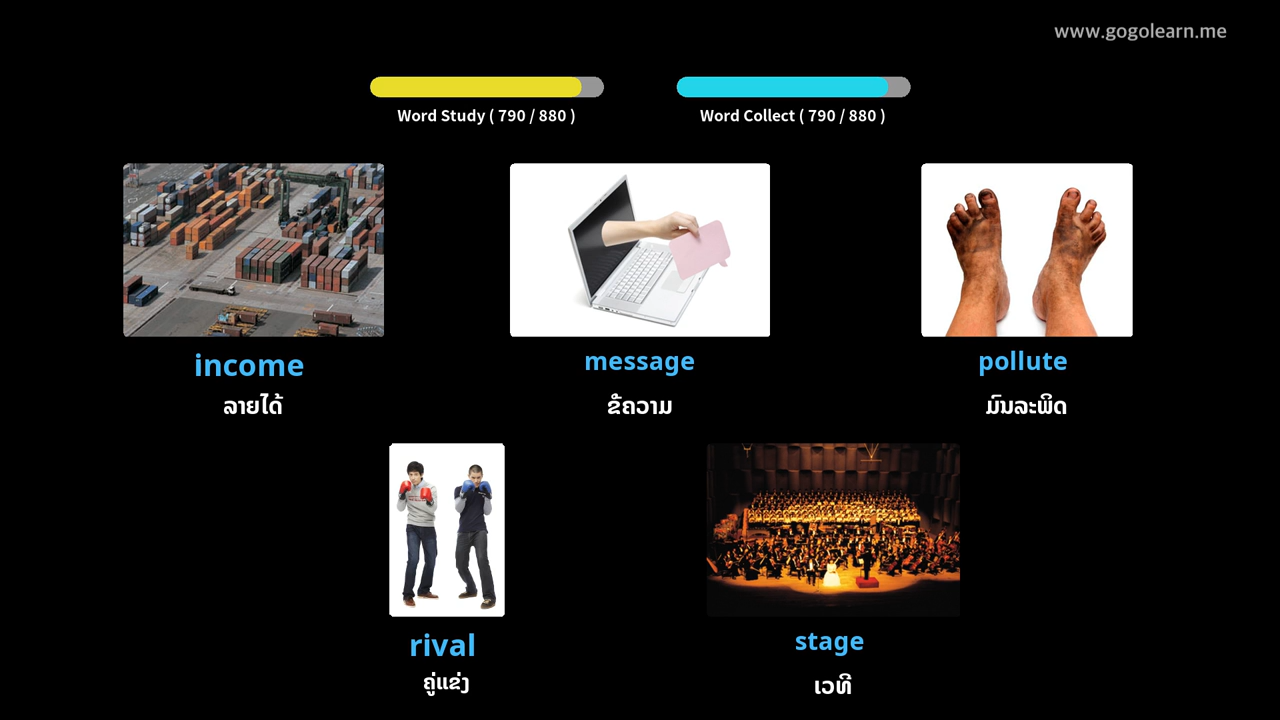 www.gogolearn.me
Word Study ( 790 / 880 )
Word Collect ( 790 / 880 )
income
ລາຍໄດ້
message
ຂໍ້ຄວາມ
pollute
ມົນລະພິດ
rival
ຄູ່ແຂ່ງ
stage
ເວທີ